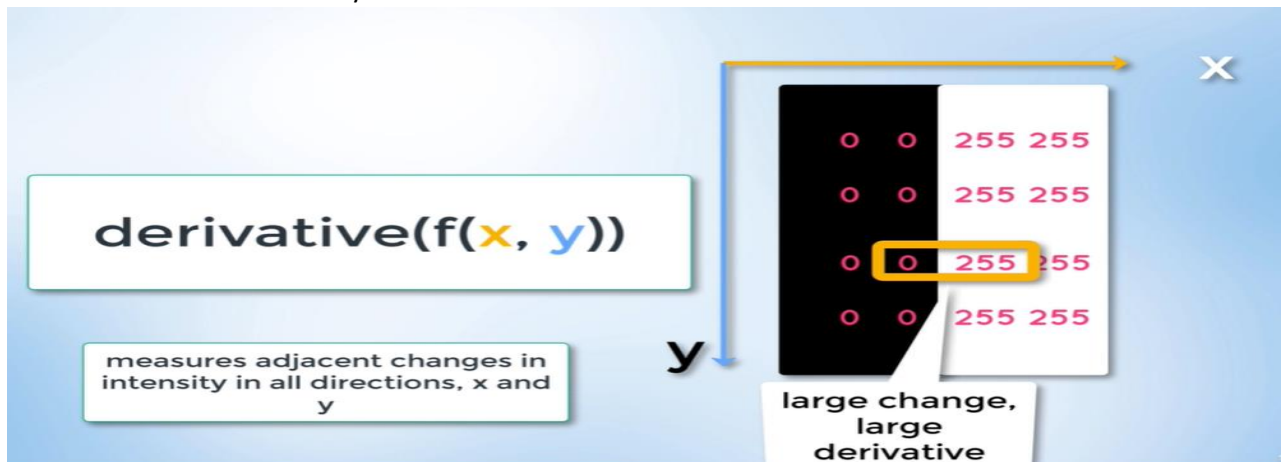 x
0 0 255 255
0 0 255 255
derivative(f(x, y))
0 0 255 255
0 0 255 255
y
measures adjacent changes in
intensity in all directions, x and
y
large change,
large
derivative